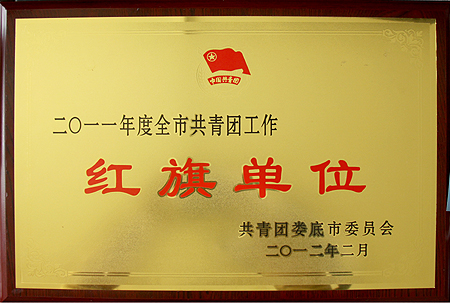 中国共青团
二〇一一年度全市共青团工作
红旗单位
共青团娄底市委员会
二〇一二年二月